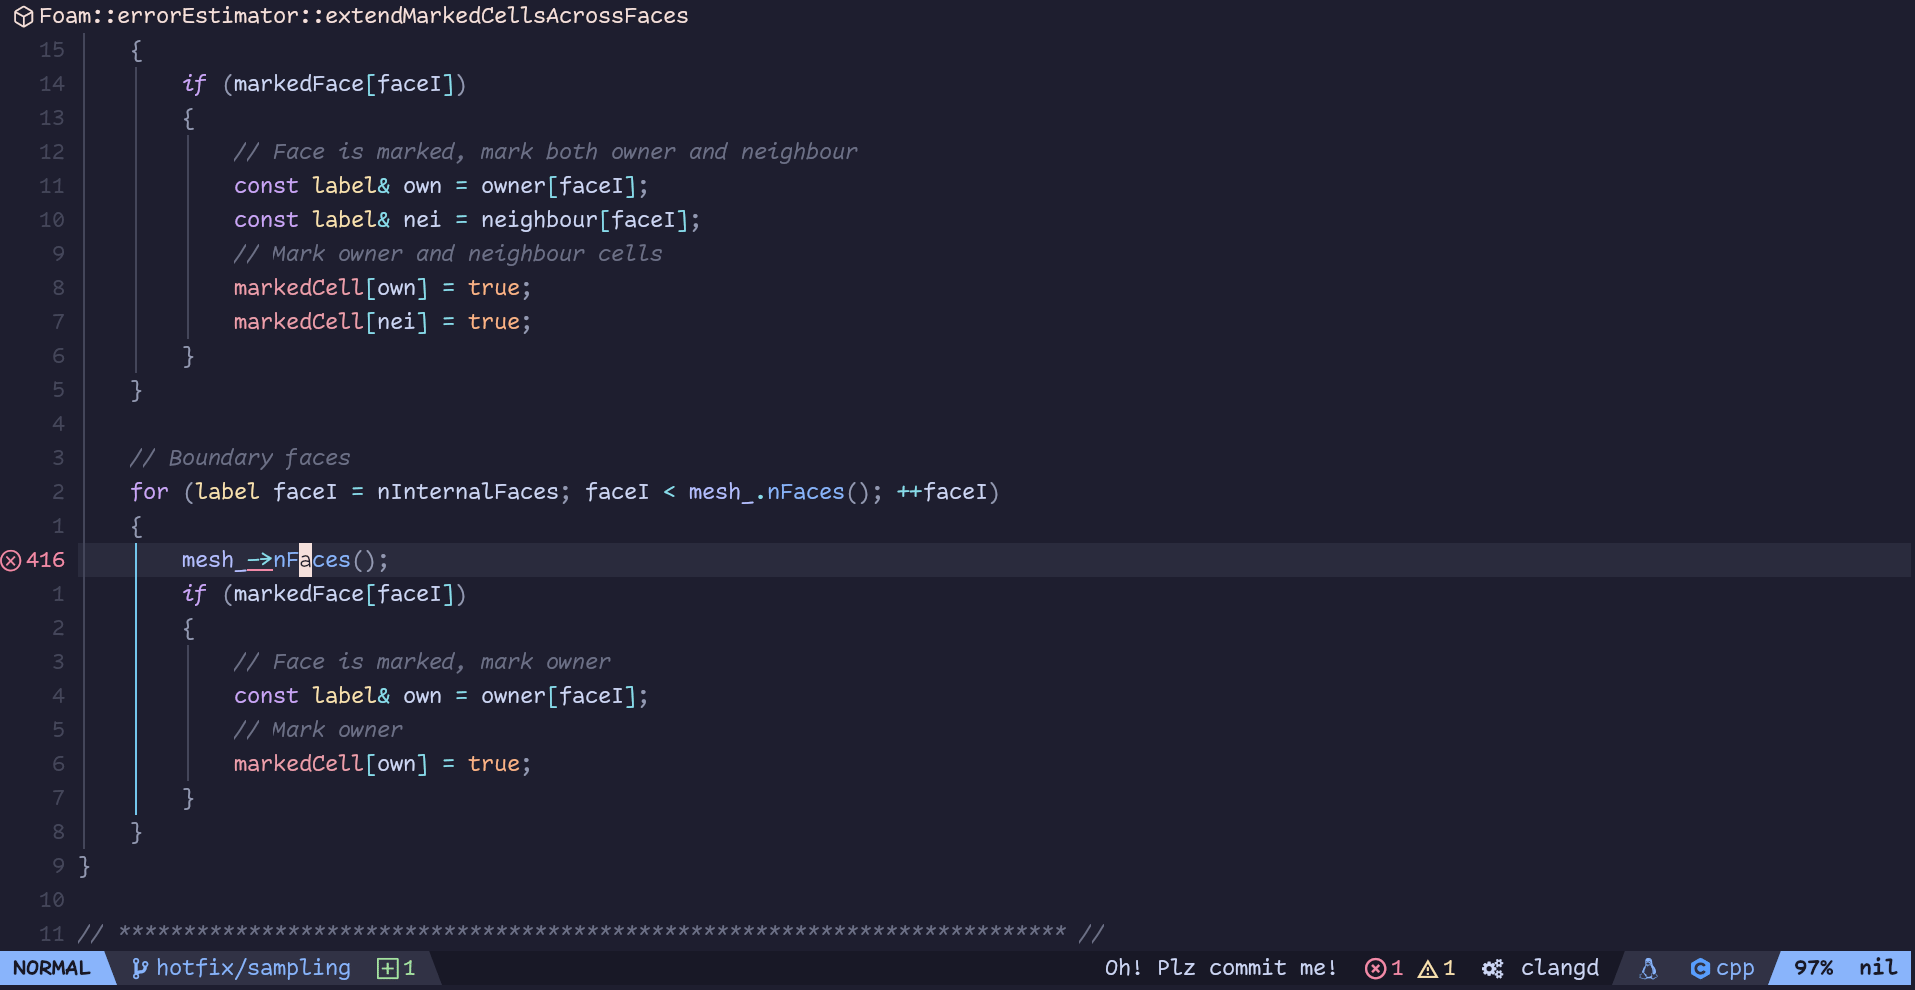 Foam::errorEstimator::extendMarkedCellsAcrossFaces
15 {
14 if (markedFace[faceI])
13 {
12 // Face is marked, mark both owner and neighbour
11 const label& own = owner[faceI];
10 const label& nei = neighbour[faceI];
9 // Mark owner and neighbour cells
8 markedCell[own] = true;
7 markedCell[nei] = true;
6 }
5 }
4
3 // Boundary faces
2 for (label faceI = nInternalFaces; faceI < mesh_.nFaces(); ++faceI)
1 {
416 mesh_->nFaces();
1 if (markedFace[faceI])
2 {
3 // Face is marked, mark owner
4 const label& own = owner[faceI];
5 // Mark owner
6 markedCell[own] = true;
7 }
8 }
9 }
10
11 // ************************************************************************* //
NORMAL hotfix/sampling 1 Oh! Plz commit me! 1 1 clangd cpp 97% nil